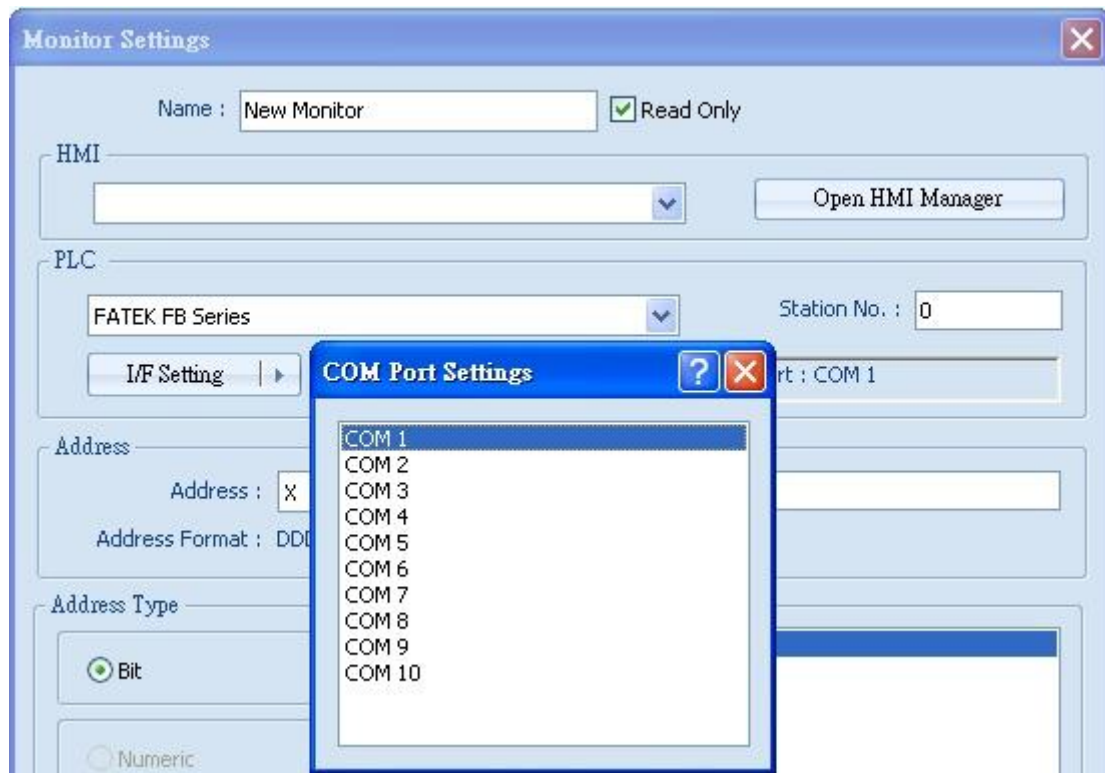 Monitor Settings
Name : New Monitor Read Only
HMI
Open HMI Manager
PLC
FATEK FB Series Station No. : 0
I/F Setting COM Port Settings ? rt : COM 1
Address
Address : X
Address Format : DDD
COM 1
COM 2
COM 3
COM 4
COM 5
COM 6
COM 7
COM 8
COM 9
COM 10
Address Type
Bit
Numeric